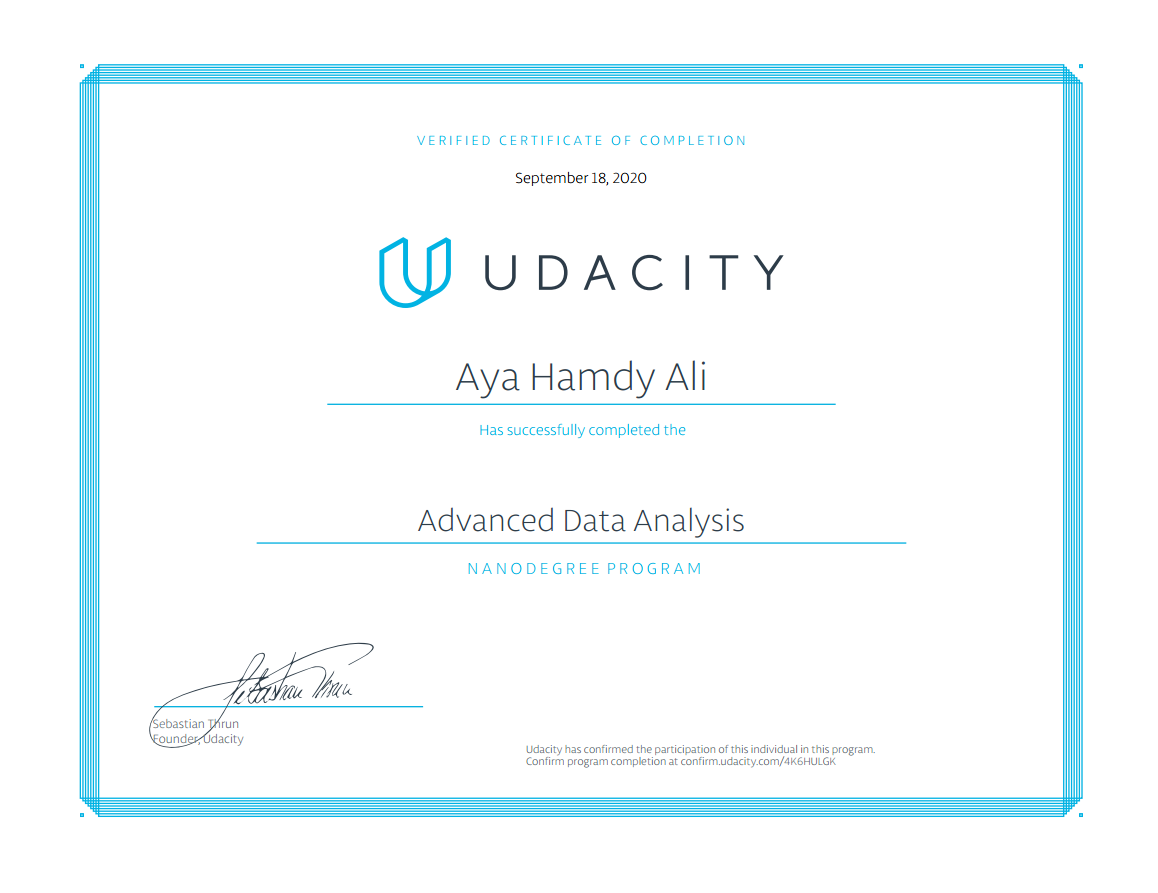 VERIFIED CERTIFICATE OF COMPLETION
September 18, 2020
UDACITY
Aya Hamdy Ali
Has successfully completed the
Advanced Data Analysis
NANODEGREE PROGRAM
Sebastian Thrun
Sebastian Thrun
Founder, Udacity
Udacity has confirmed the participation of this individual in this program.
Confirm program completion at confirm.udacity.com/4K6HULGK